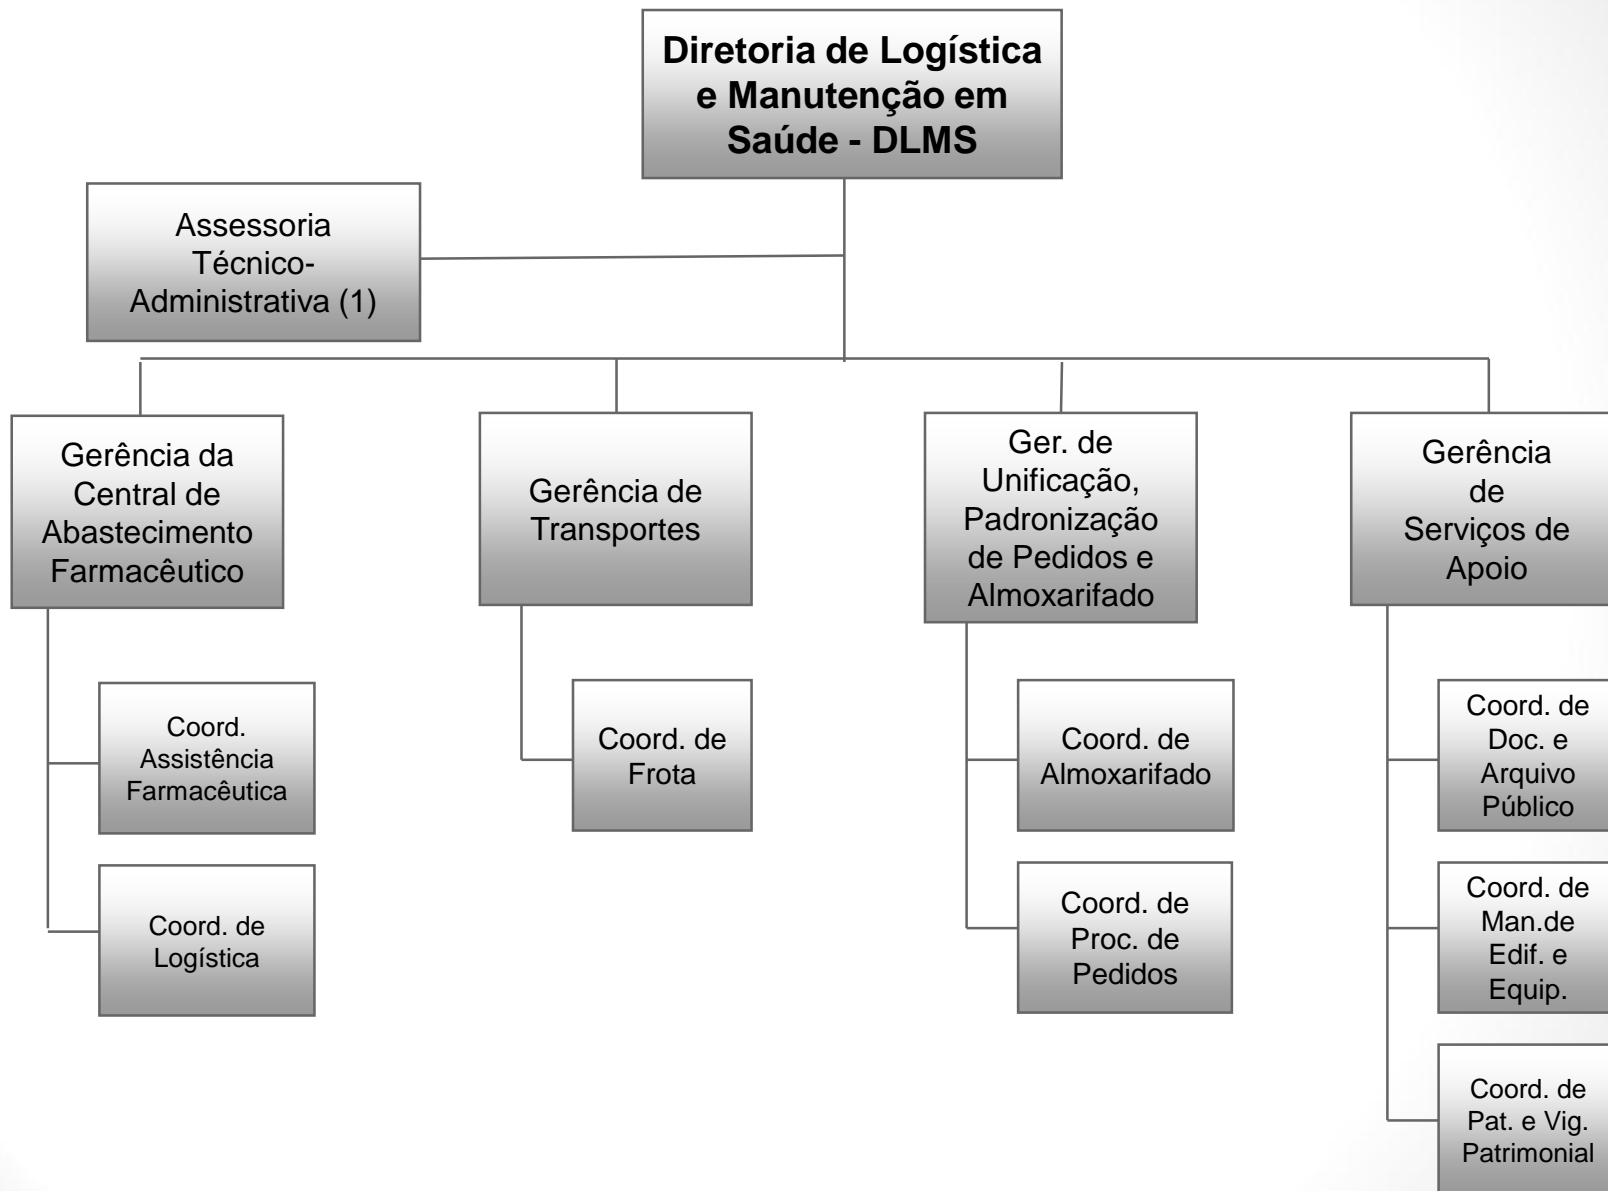 Diretoria de Logística
e Manutenção em
Saúde - DLMS
Assessoria
Técnico-
Administrativa (1)
Gerência da
Central de
Abastecimento
Farmacêutico
Gerência de
Transportes
Ger. de
Unificação,
Padronização
de Pedidos e
Almoxarifado
Gerência
de
Serviços de
Apoio
Coord.
Assistência
Farmacêutica
Coord. de
Logística
Coord. de
Frota
Coord. de
Almoxarifado
Coord. de
Proc. de
Pedidos
Coord. de
Doc. e
Arquivo
Público
Coord. de
Man.de
Edif. e
Equip.
Coord. de
Pat. e Vig.
Patrimonial